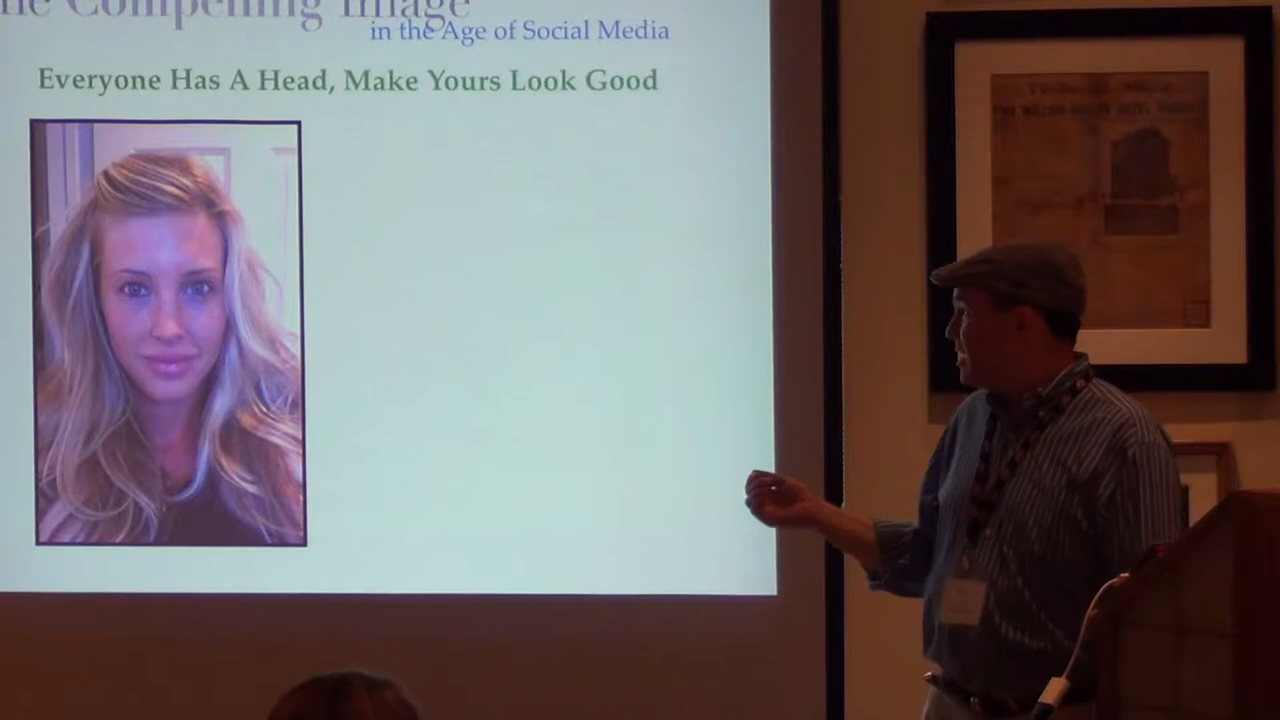 he Compelling Image
in the Age of Social Media
Everyone Has A Head, Make Yours Look Good